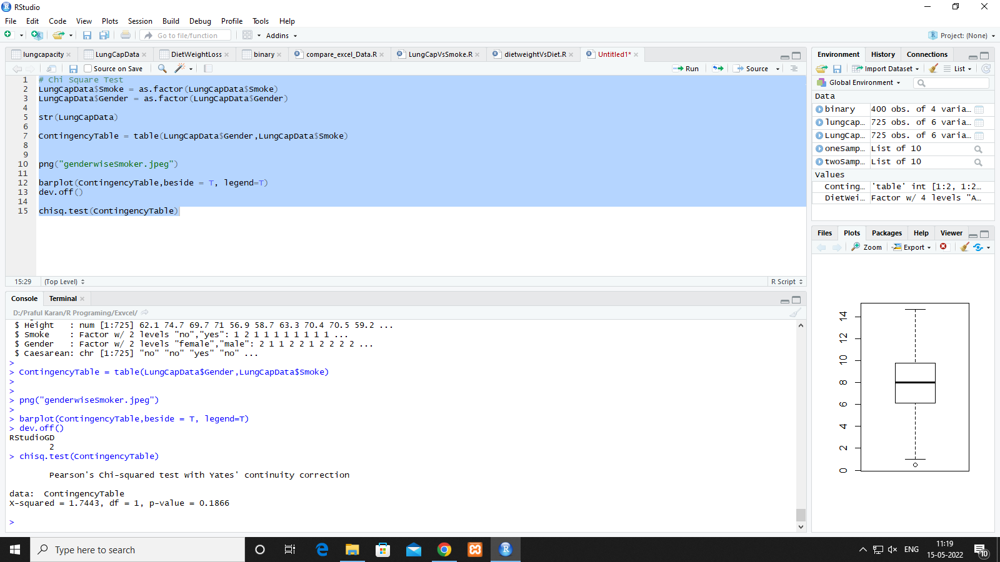 RStudio
File Edit Code View Plots Session Build Debug Profile Tools Help
Go to file/function Addins Project: (None)
lungcapacity LungCapData DietWeightLoss binary compare_excel_Data.R LungCapVsSmoke.R dietweightVsDiet.R Untitled1*
Source on Save Run Source
1 # Chi Square Test
2 LungCapData$Smoke = as.factor(LungCapData$Smoke)
3 LungCapData$Gender = as.factor(LungCapData$Gender)
4
5 str(LungCapData)
6
7 ContingencyTable = table(LungCapData$Gender,LungCapData$Smoke)
8
9
10 png("genderwiseSmoker.jpeg")
11
12 barplot(ContingencyTable,beside = T, legend=T)
13 dev.off()
14
15 chisq.test(ContingencyTable)
15:29 (Top Level) R Script
Console Terminal
D:/Praful Karan/R Programing/Exvcel/
$ Height   : num [1:725] 62.1 74.7 69.7 71 56.9 58.7 63.3 70.4 70.5 59.2 ...
$ Smoke    : Factor w/ 2 levels "no","yes": 1 2 1 1 1 1 1 1 1 1 ...
$ Gender   : Factor w/ 2 levels "female","male": 2 1 1 2 2 1 2 2 2 2 ...
$ Caesarean: chr [1:725] "no" "no" "yes" "no" ...
>
> ContingencyTable = table(LungCapData$Gender,LungCapData$Smoke)
>
>
> png("genderwiseSmoker.jpeg")
>
> barplot(ContingencyTable,beside = T, legend=T)
> dev.off()
RStudioGD
2
> chisq.test(ContingencyTable)
Pearson's Chi-squared test with Yates' continuity correction
data:  ContingencyTable
X-squared = 1.7443, df = 1, p-value = 0.1866
>
Environment History Connections
Import Dataset List
Global Environment
Data
binary 400 obs. of 4 varia...
lungcap... 725 obs. of 6 varia...
LungCap... 725 obs. of 6 varia...
oneSamp... List of 10
twoSamp... List of 10
Values
Conting... 'table' int [1:2, 1:2...
DietWei... Factor w/ 4 levels "A...
Files Plots Packages Help Viewer
Zoom Export
14
12
10
8
6
4
2
0
Type here to search
ENG
11:19
15-05-2022
10